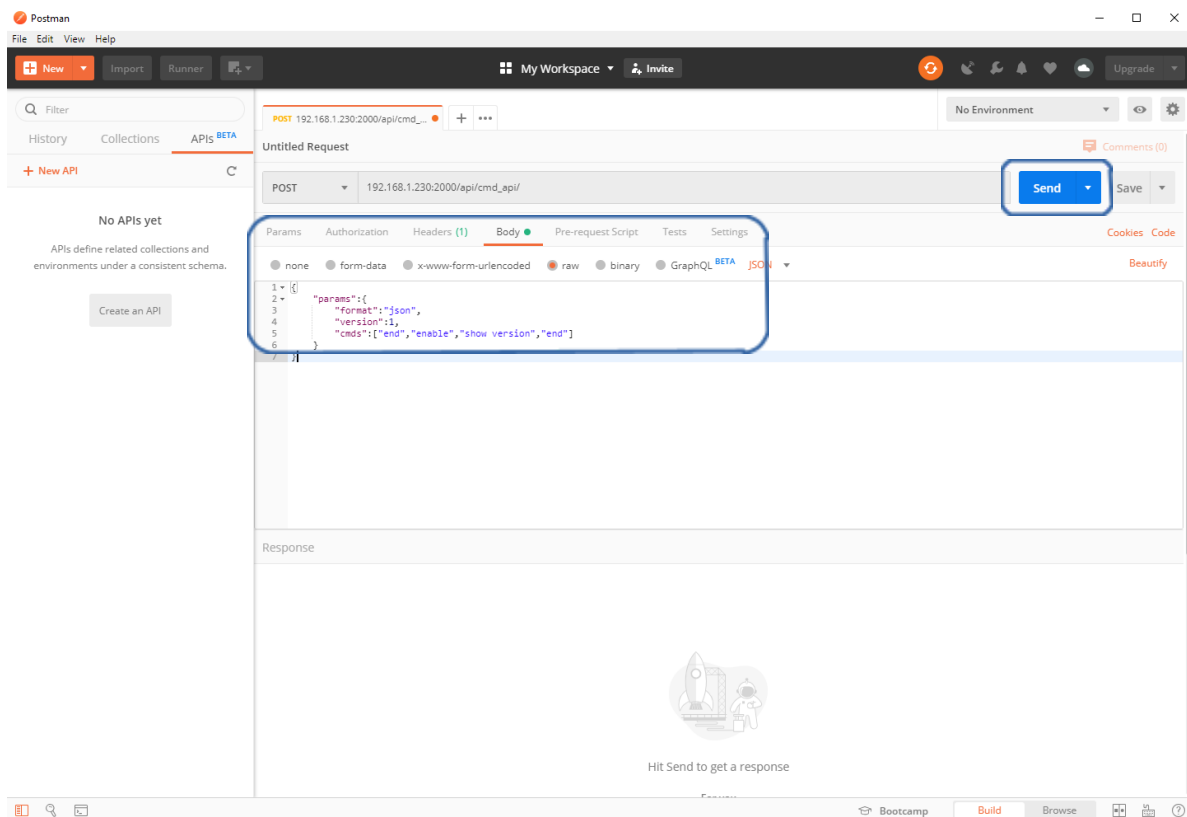 Postman
File Edit View Help
New Import Runner My Workspace Invite Upgrade
Filter
History Collections APIs BETA
+ New API
No APIs yet
APIs define related collections and
environments under a consistent schema.
Create an API
POST 192.168.1.230:2000/api/cmd_... + •••
No Environment
Untitled Request
Comments (0)
POST 192.168.1.230:2000/api/cmd_api/
Send Save
Params Authorization Headers (1) Body Pre-request Script Tests Settings
Cookies Code
none form-data x-www-form-urlencoded raw binary GraphQL BETA JSON
Beautify
1 {
2 "params":{
3 "format":"json",
4 "version":1,
5 "cmds":["end","enable","show version","end"]
6 }
7 }
Response
Hit Send to get a response
Bootcamp Build Browse